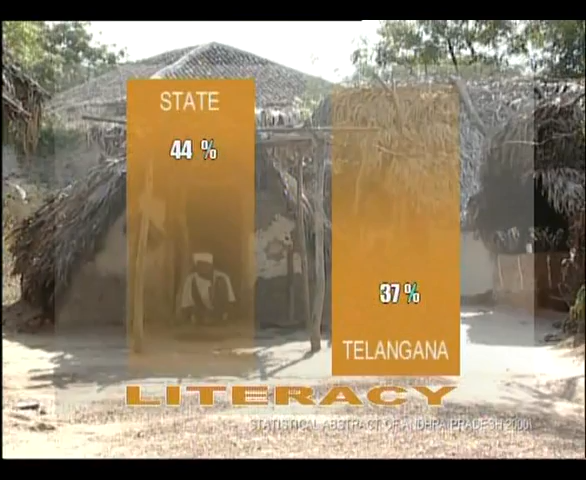 STATE
44 %
37 %
TELANGANA
LITERACY
STATISTICAL ABSTRACT OF ANDHRA PRADESH 2000